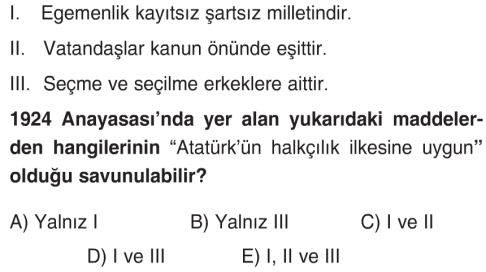 I. Egemenlik kayıtsız şartsız milletindir.
II. Vatandaşlar kanun önünde eşittir.
III. Seçme ve seçilme erkeklere aittir.
1924 Anayasası’nda yer alan yukarıdaki maddeler-
den hangilerinin “Atatürk’ün halkçılık ilkesine uygun”
olduğu savunulabilir?
A) Yalnız I B) Yalnız III C) I ve II
D) I ve III E) I, II ve III